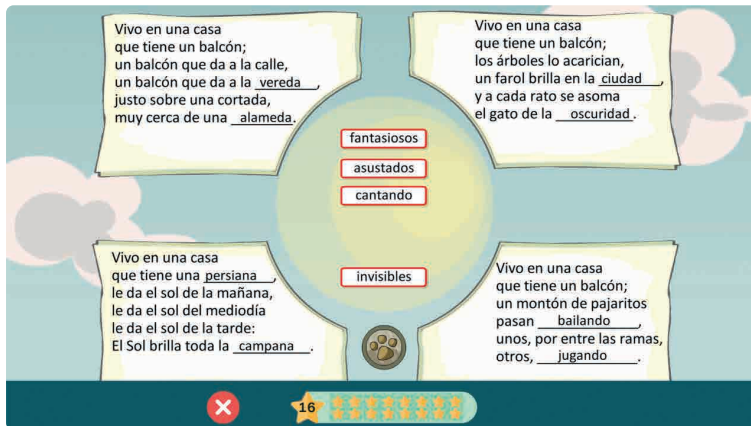 Vivo en una casa
que tiene un balcón;
un balcón que da a la calle,
un balcón que da a la vereda,
justo sobre una cortada,
muy cerca de una alameda.
Vivo en una casa
que tiene un balcón;
los árboles lo acarician,
un farol brilla en la ciudad,
y a cada rato se asoma
el gato de la oscuridad.
fantasiosos
asustados
cantando
invisibles
Vivo en una casa
que tiene una persiana,
le da el sol de la mañana,
le da el sol del mediodía
le da el sol de la tarde:
El Sol brilla toda la campana.
Vivo en una casa
que tiene un balcón;
un montón de pajaritos
pasan bailando,
unos, por entre las ramas,
otros, jugando.
16